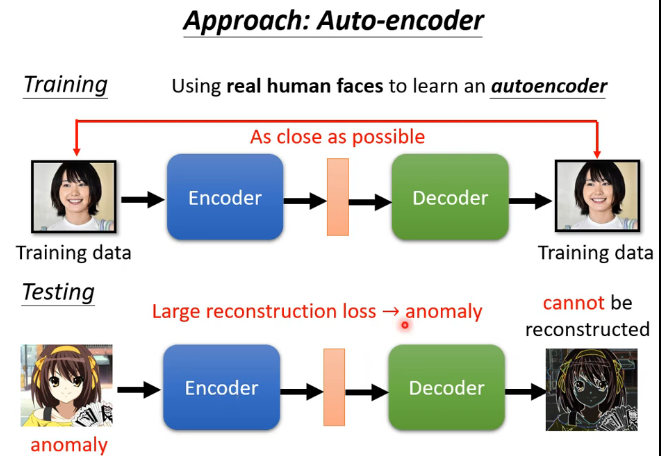 Approach: Auto-encoder
Training
Using real human faces to learn an autoencoder
As close as possible
Encoder
Decoder
Training data
Training data
Testing
Large reconstruction loss → anomaly
cannot be
reconstructed
Encoder
Decoder
anomaly